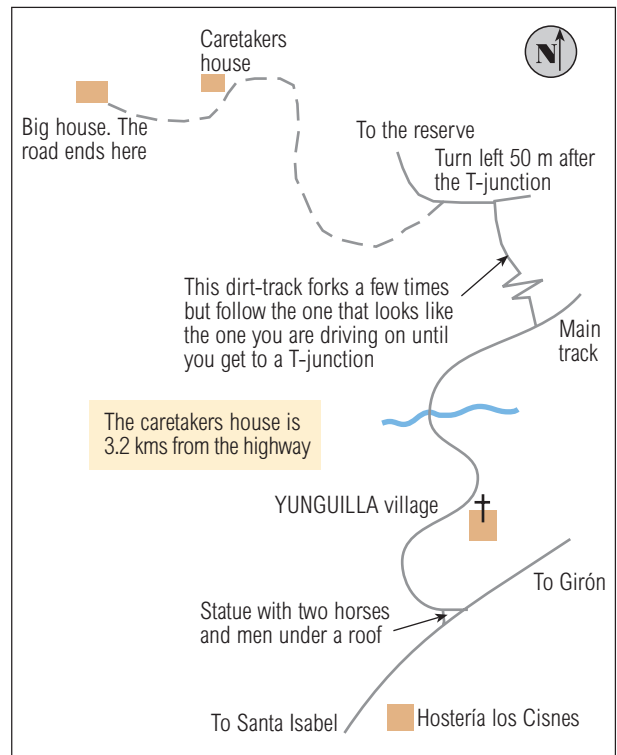 Caretakers
house
N
Big house. The
road ends here
To the reserve
Turn left 50 m after
the T-junction
This dirt-track forks a few times
but follow the one that looks like
the one you are driving on until
you get to a T-junction
Main
track
The caretakers house is
3.2 kms from the highway
YUNGUILLA village
To Girón
Statue with two horses
and men under a roof
To Santa Isabel
Hostería los Cisnes